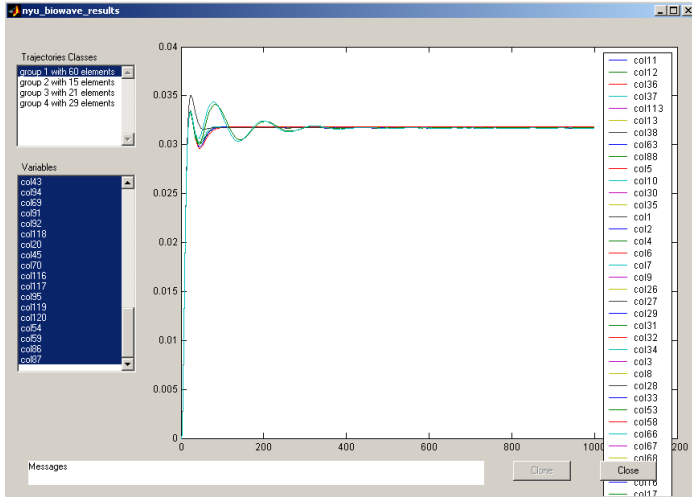 nyu_biowave_results
Trajectories Classes
group 1 with 60 elements
group 2 with 15 elements
group 3 with 21 elements
group 4 with 29 elements
Variables
col43
col94
col69
col91
col92
col118
col20
col45
col70
col116
col117
col95
col119
col120
col54
col59
col86
col87
0.04
0.035
0.03
0.025
0.02
0.015
0.01
0.005
0
0
200
400
600
800
1000
200
col11
col12
col36
col37
col113
col13
col38
col63
col88
col5
col10
col30
col35
col1
col2
col4
col6
col7
col9
col26
col27
col29
col31
col32
col34
col3
col8
col28
col33
col53
col58
col66
col67
col68
col16
col17
Messages
Clone
Close